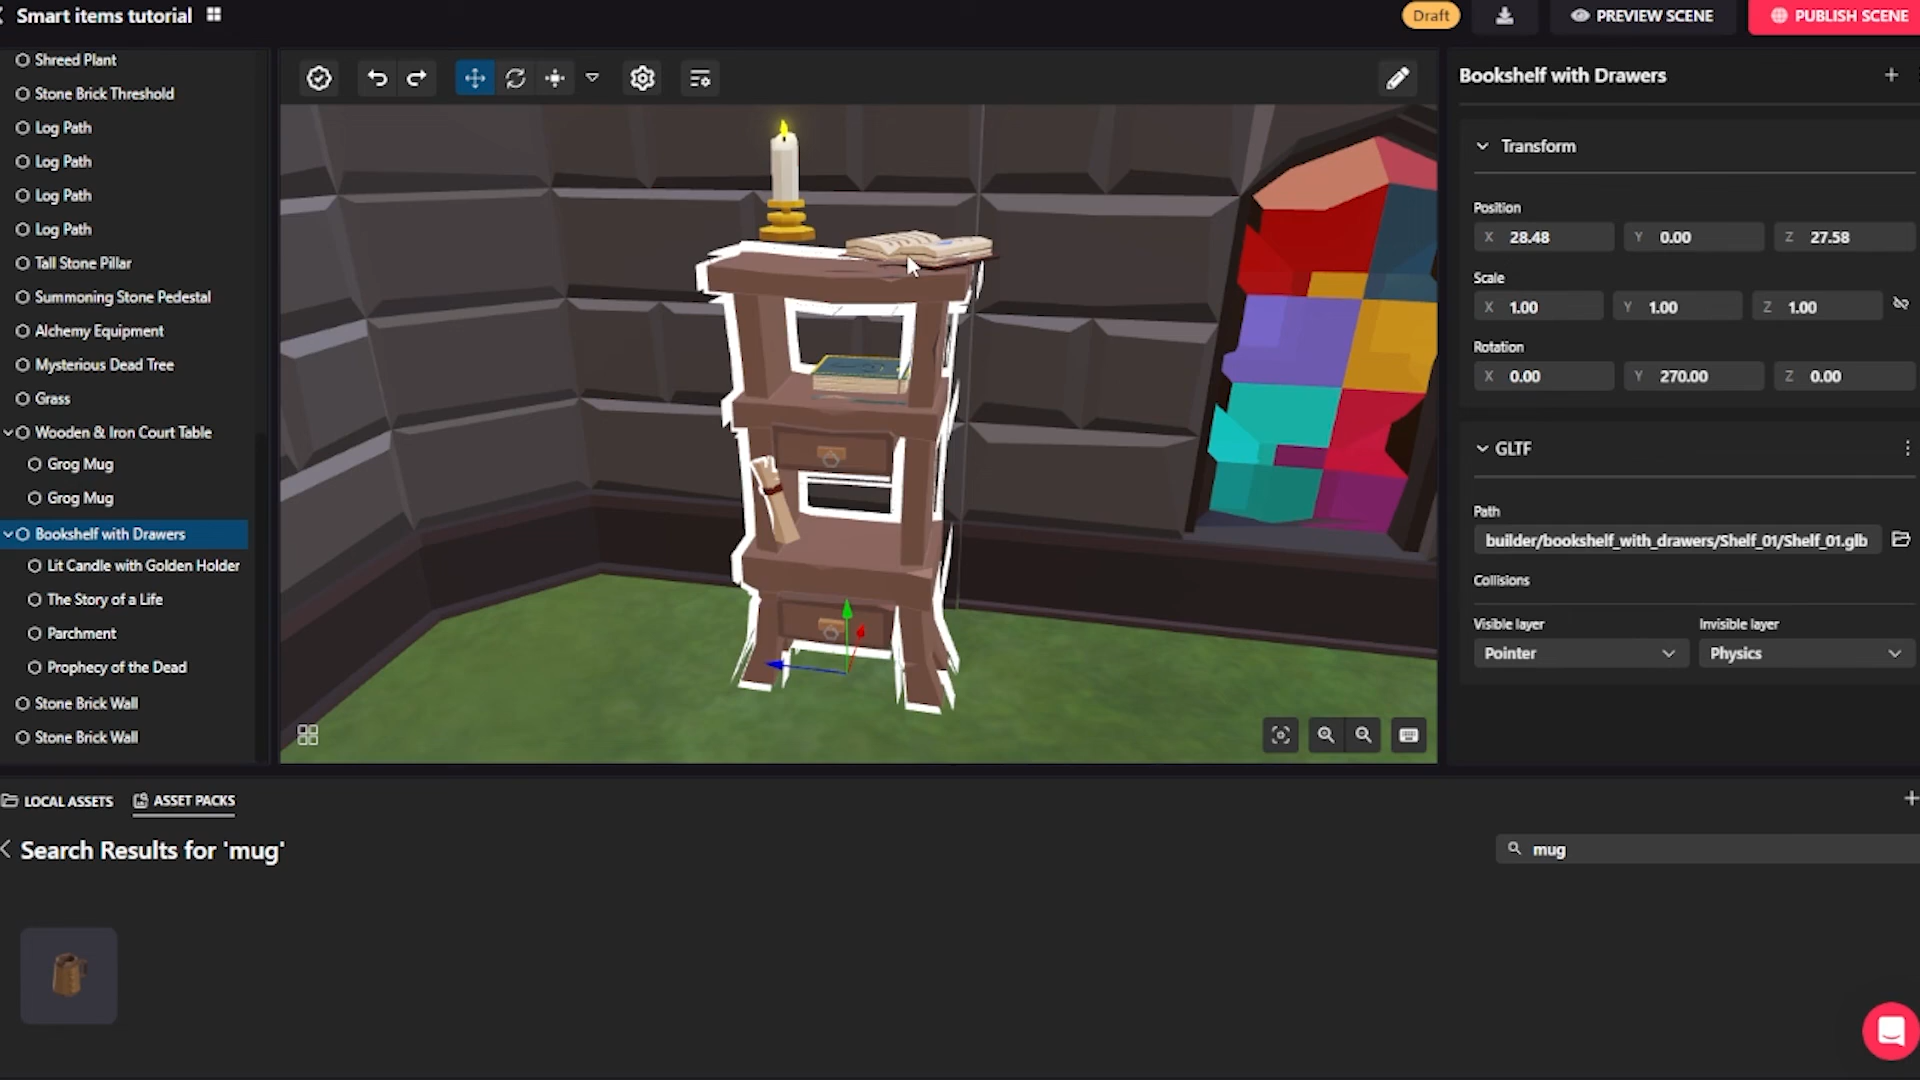 Smart items tutorial
Draft
PREVIEW SCENE
PUBLISH SCENE
Shreed Plant
Stone Brick Threshold
Log Path
Log Path
Log Path
Log Path
Tall Stone Pillar
Summoning Stone Pedestal
Alchemy Equipment
Mysterious Dead Tree
Grass
Wooden & Iron Court Table
Grog Mug
Grog Mug
Bookshelf with Drawers
Lit Candle with Golden Holder
The Story of a Life
Parchment
Prophecy of the Dead
Stone Brick Wall
Stone Brick Wall
Bookshelf with Drawers
Transform
Position
X 28.48 Y 0.00 Z 27.58
Scale
X 1.00 Y 1.00 Z 1.00
Rotation
X 0.00 Y 270.00 Z 0.00
GLTF
Path
builder/bookshelf_with_drawers/Shelf_01/Shelf_01.glb
Collisions
Visible layer Invisible layer
Pointer Physics
LOCAL ASSETS ASSET PACKS
Search Results for 'mug'
mug